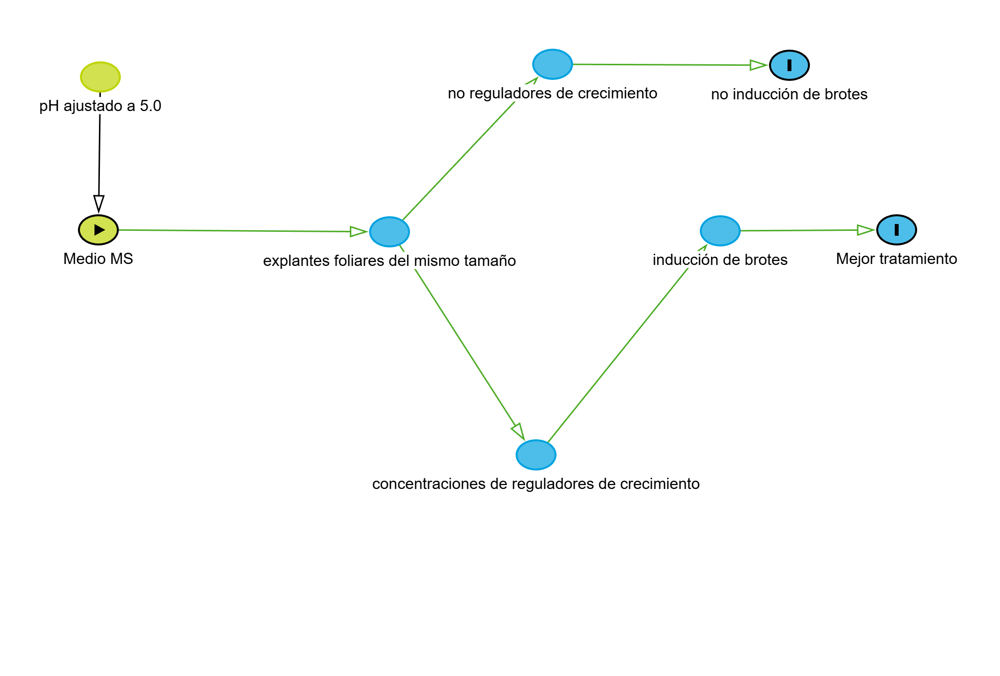 pH ajustado a 5.0
no reguladores de crecimiento
no inducción de brotes
Medio MS
explantes foliares del mismo tamaño
inducción de brotes
Mejor tratamiento
concentraciones de reguladores de crecimiento